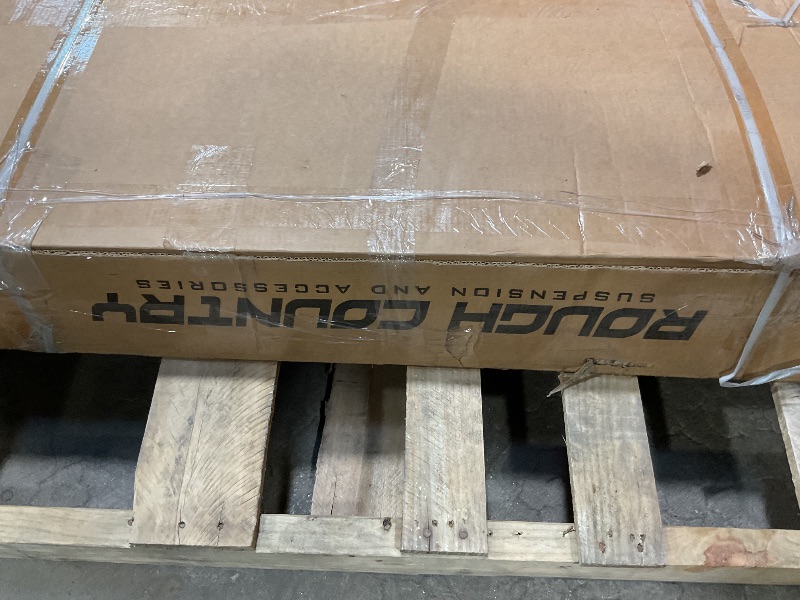 ROUGH COUNTRY
SUSPENSION AND ACCESSORIES